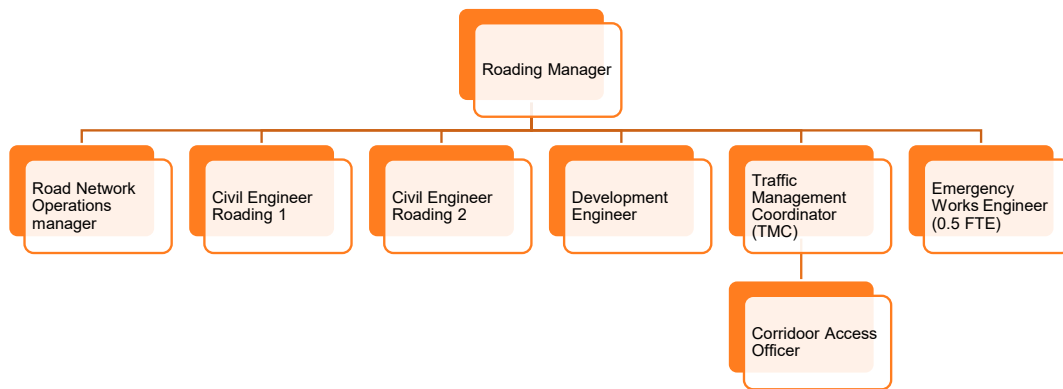 Roading Manager
Road Network
Operations
manager
Civil Engineer
Roading 1
Civil Engineer
Roading 2
Development
Engineer
Traffic
Management
Coordinator
(TMC)
Emergency
Works Engineer
(0.5 FTE)
Corridoor Access
Officer